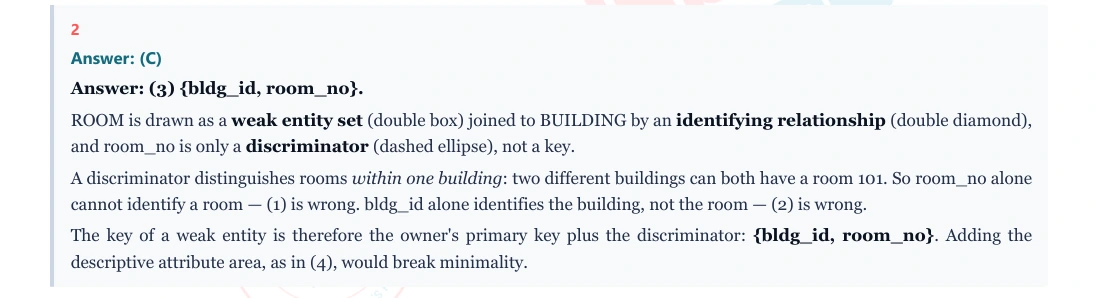 2
Answer: (C)
Answer: (3) {bldg_id, room_no}.
ROOM is drawn as a weak entity set (double box) joined to BUILDING by an identifying relationship (double diamond),
and room_no is only a discriminator (dashed ellipse), not a key.
A discriminator distinguishes rooms within one building: two different buildings can both have a room 101. So room_no alone
cannot identify a room — (1) is wrong. bldg_id alone identifies the building, not the room — (2) is wrong.
The key of a weak entity is therefore the owner's primary key plus the discriminator: {bldg_id, room_no}. Adding the
descriptive attribute area, as in (4), would break minimality.